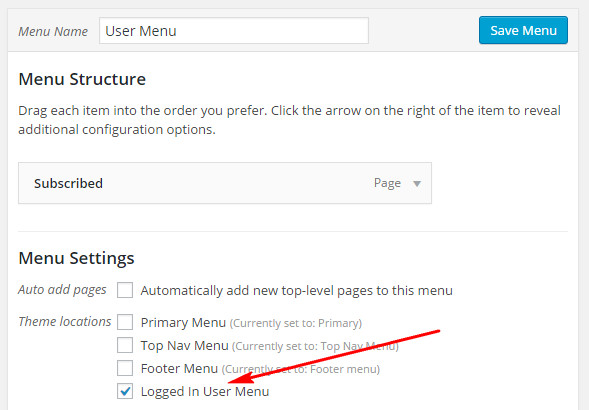 Menu Name User Menu Save Menu
Menu Structure
Drag each item into the order you prefer. Click the arrow on the right of the item to reveal
additional configuration options.
Subscribed Page
Menu Settings
Auto add pages Automatically add new top-level pages to this menu
Theme locations Primary Menu (Currently set to: Primary)
Top Nav Menu (Currently set to: Top Nav Menu)
Footer Menu (Currently set to: Footer menu)
Logged In User Menu